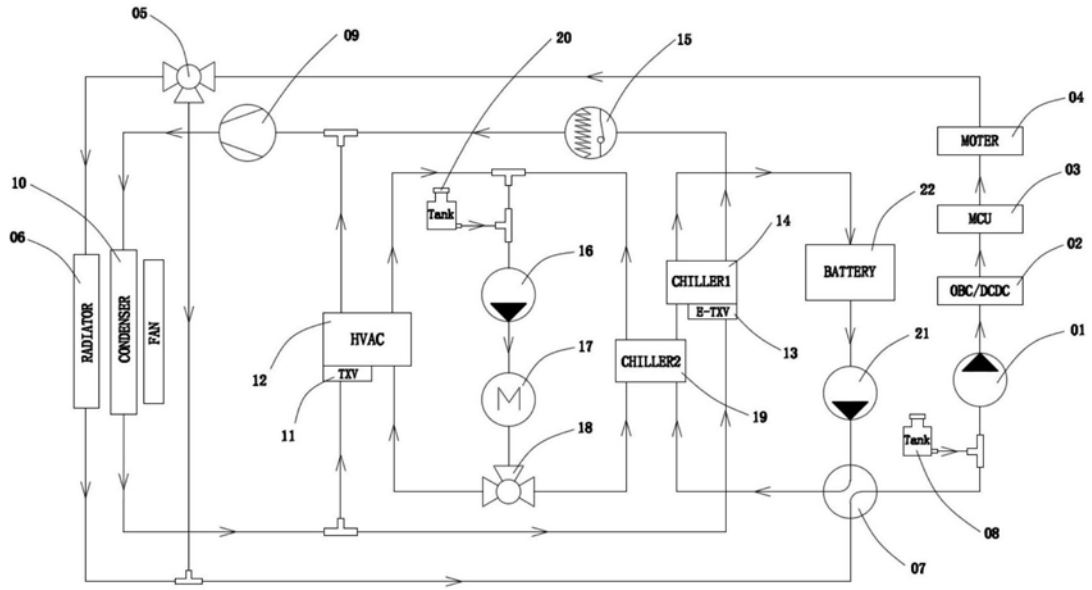 05
09
20
15
04
MOTER
10
Tank
14
22
03
MCU
06
16
CHILLER1
02
RADIATOR
CONDENSER
FAN
12
HVAC
BATTERY
OBC/DCDC
E-TXV
13
01
TXV
11
17
M
CHILLER2
19
21
18
Tank
08
07